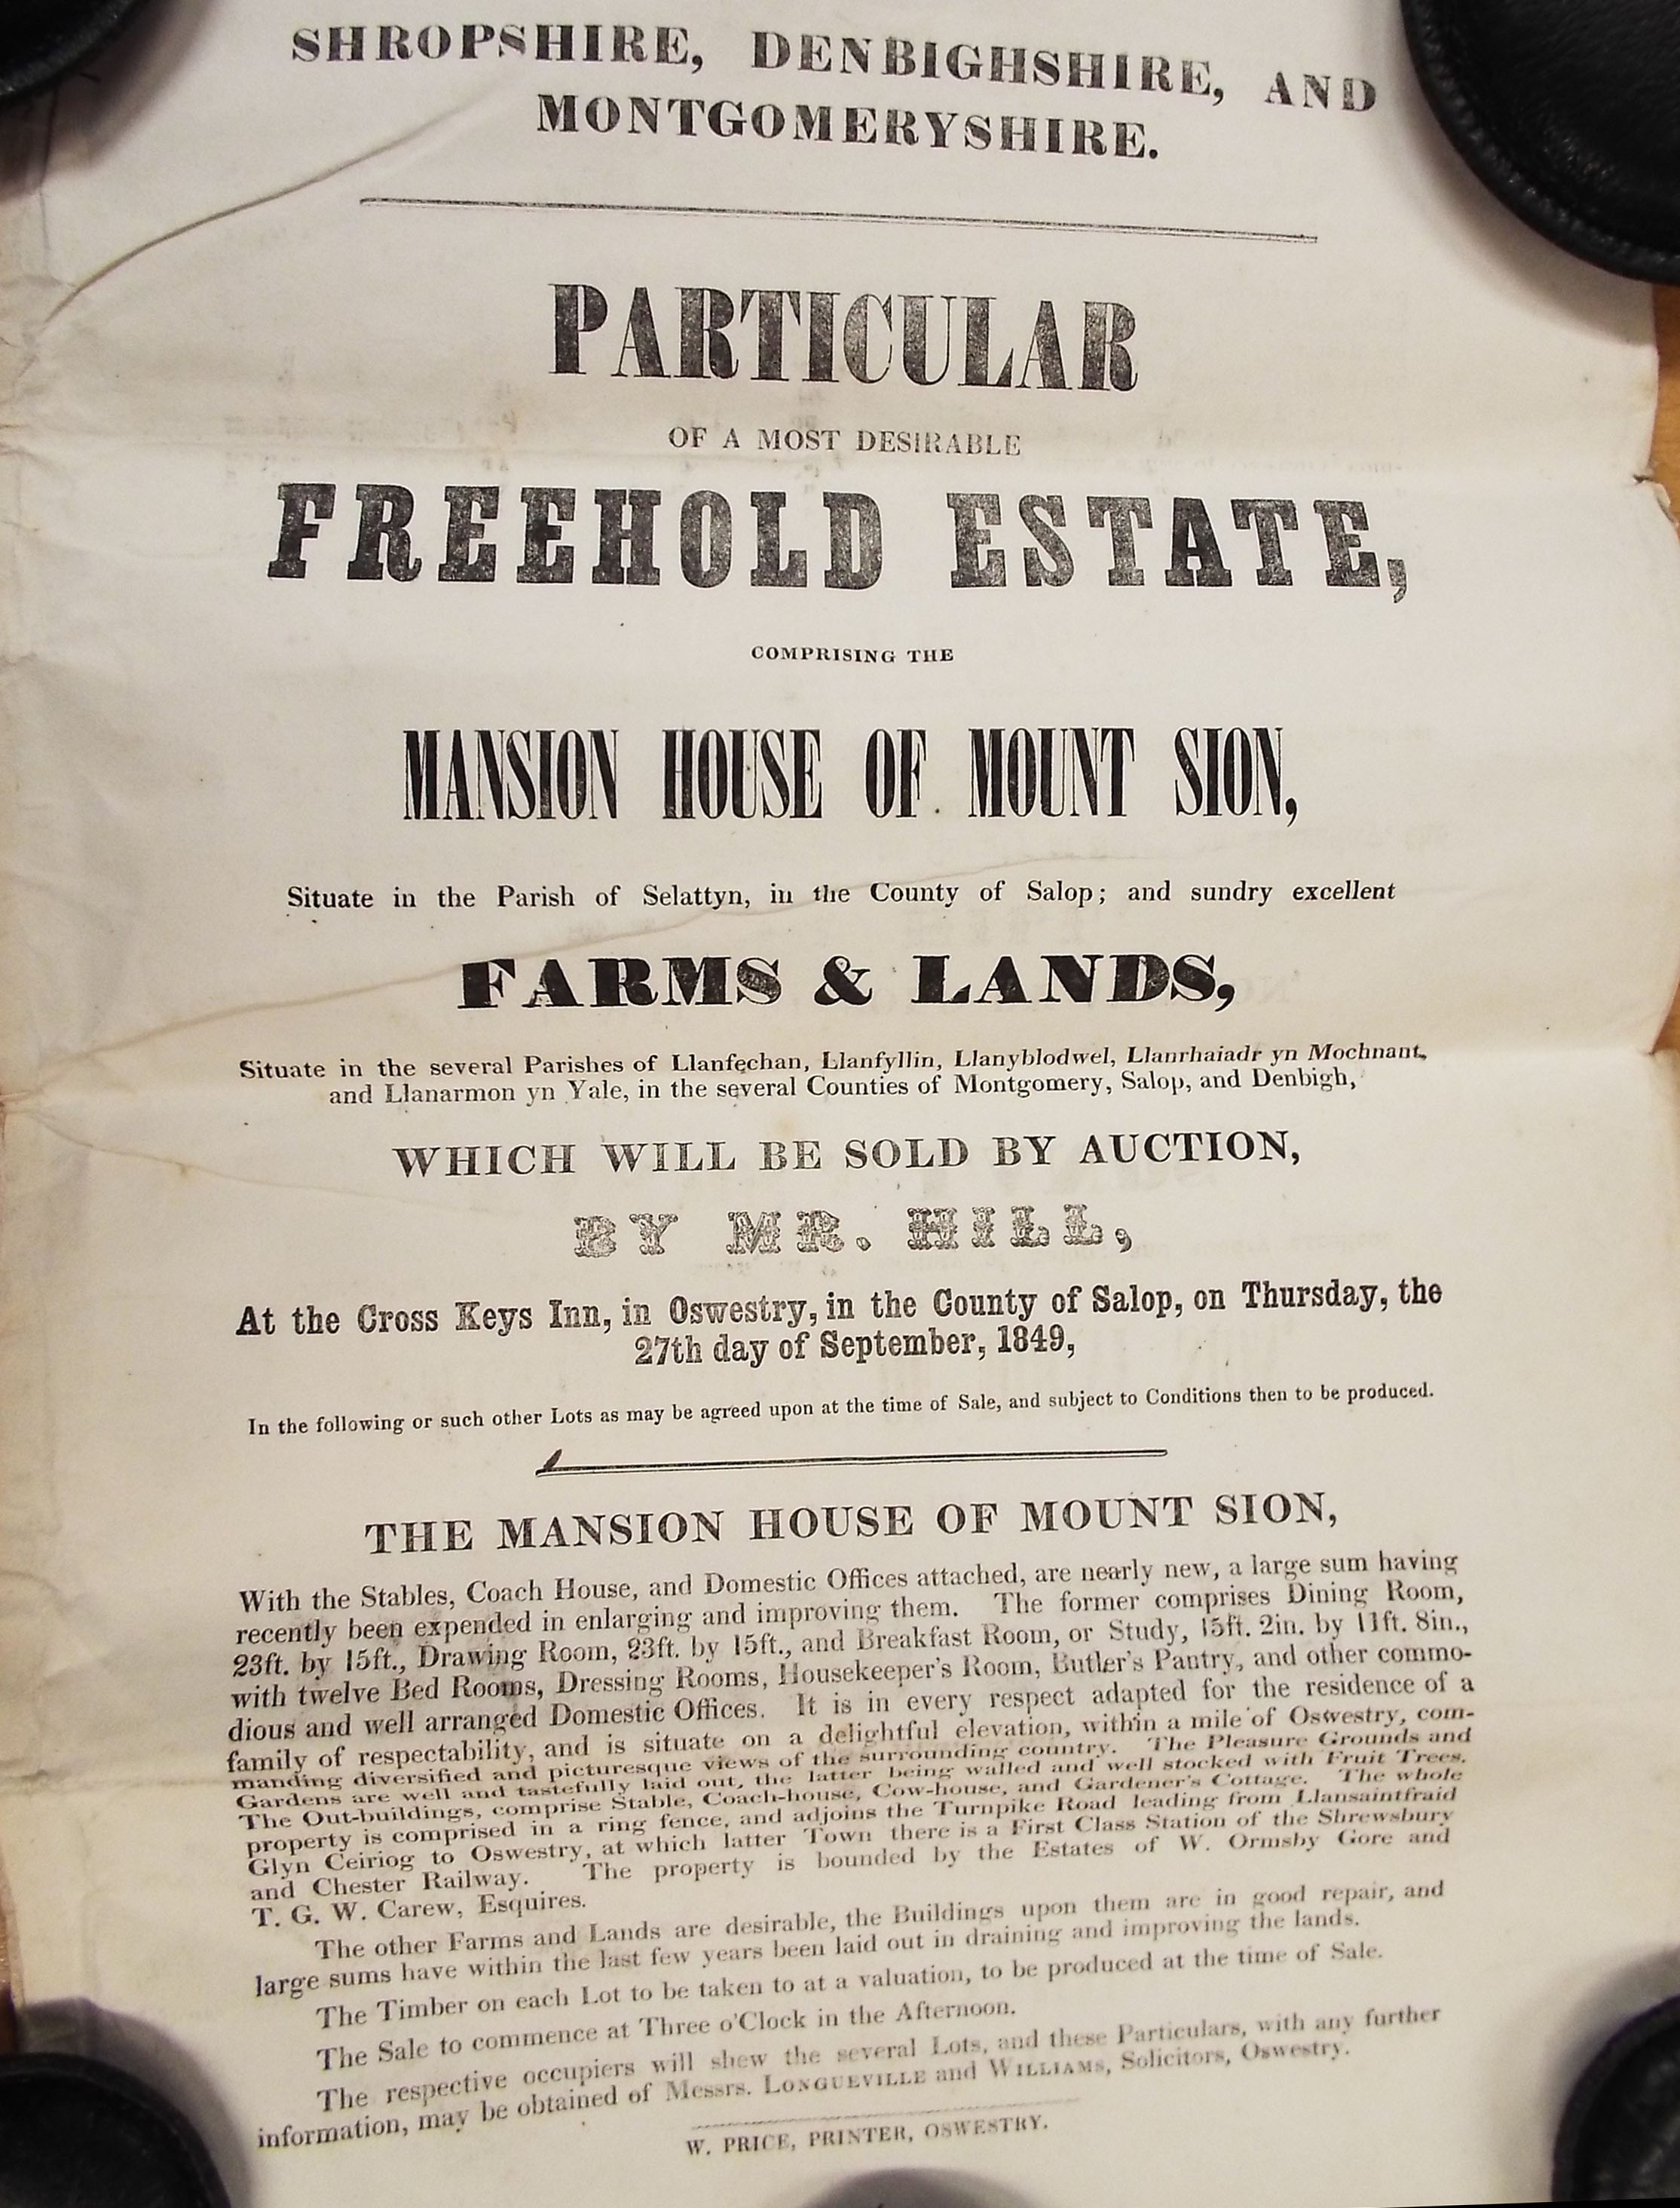 SHROPSHIRE, DENBIGHSHIRE, AND
MONTGOMERYSHIRE.
PARTICULAR
OF A MOST DESIRABLE
FREEHOLD ESTATE,
COMPRISING THE
MANSION HOUSE OF MOUNT SION,
Situate in the Parish of Selattyn, in the County of Salop; and sundry excellent
FARMS & LANDS,
Situate in the several Parishes of Llanfechan, Llanfyllin, Llanyblodwel, Llanrhaiadr yn Mochnant,
and Llanarmon yn Yale, in the several Counties of Montgomery, Salop, and Denbigh,
WHICH WILL BE SOLD BY AUCTION,
BY MR. HILL,
At the Cross Keys Inn, in Oswestry, in the County of Salop, on Thursday, the
27th day of September, 1849,
In the following or such other Lots as may be agreed upon at the time of Sale, and subject to Conditions then to be produced.
THE MANSION HOUSE OF MOUNT SION,
With the Stables, Coach House, and Domestic Offices attached, are nearly new, a large sum having
recently been expended in enlarging and improving them. The former comprises Dining Room,
23ft. by 15ft., Drawing Room, 23ft. by 15ft., and Breakfast Room, or Study, 15ft. 2in. by 11ft. 8in.,
with twelve Bed Rooms, Dressing Rooms, Housekeeper's Room, Butler's Pantry, and other commo-
dious and well arranged Domestic Offices. It is in every respect adapted for the residence of a
family of respectability, and is situate on a delightful elevation, within a mile of Oswestry, com-
manding diversified and picturesque views of the surrounding country. The Pleasure Grounds and
Gardens are well and tastefully laid out, the latter being walled and well stocked with Fruit Trees.
The Out-buildings, comprise Stable, Coach-house, Cow-house, and Gardener's Cottage. The whole
property is comprised in a ring fence, and adjoins the Turnpike Road leading from Llansaintfraid
Glyn Ceiriog to Oswestry, at which latter Town there is a First Class Station of the Shrewsbury
and Chester Railway. The property is bounded by the Estates of W. Ormsby Gore and
T. G. W. Carew, Esquires.
The other Farms and Lands are desirable, the Buildings upon them are in good repair, and
large sums have within the last few years been laid out in draining and improving the lands.
The Timber on each Lot to be taken to at a valuation, to be produced at the time of Sale.
The Sale to commence at Three o'Clock in the Afternoon.
The respective occupiers will shew the several Lots, and these Particulars, with any further
information, may be obtained of Messrs. LONGUEVILLE and WILLIAMS, Solicitors, Oswestry.
W. PRICE, PRINTER, OSWESTRY.